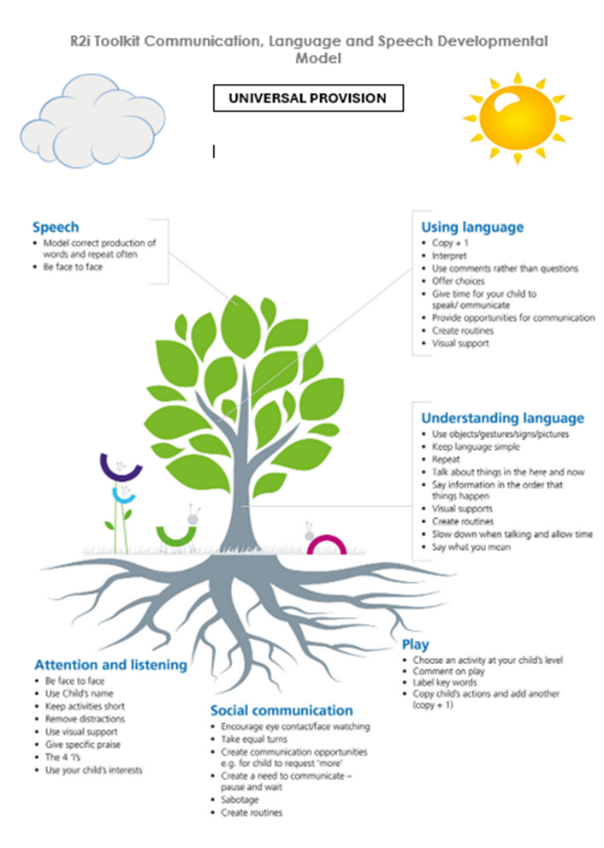 R2i Toolkit Communication, Language and Speech Developmental
Model
UNIVERSAL PROVISION
Speech
• Model correct production of
words and repeat often
• Be face to face
Using language
• Copy + 1
• Interpret
• Use comments rather than questions
• Offer choices
• Give time for your child to
speak/ ommunicate
• Provide opportunities for communication
• Create routines
• Visual support
Understanding language
• Use objects/gestures/signs/pictures
• Keep language simple
• Repeat
• Talk about things in the here and now
• Say information in the order that
things happen
• Visual supports
• Create routines
• Slow down when talking and allow time
• Say what you mean
Attention and listening
• Be face to face
• Use Child's name
• Keep activities short
• Remove distractions
• Use visual support
• Give specific praise
• The 4 'I's
• Use your child's interests
Social communication
• Encourage eye contact/face watching
• Take equal turns
• Create communication opportunities
e.g. for child to request 'more'
• Create a need to communicate –
pause and wait
• Sabotage
• Create routines
Play
• Choose an activity at your child's level
• Comment on play
• Label key words
• Copy child's actions and add another
(copy + 1)